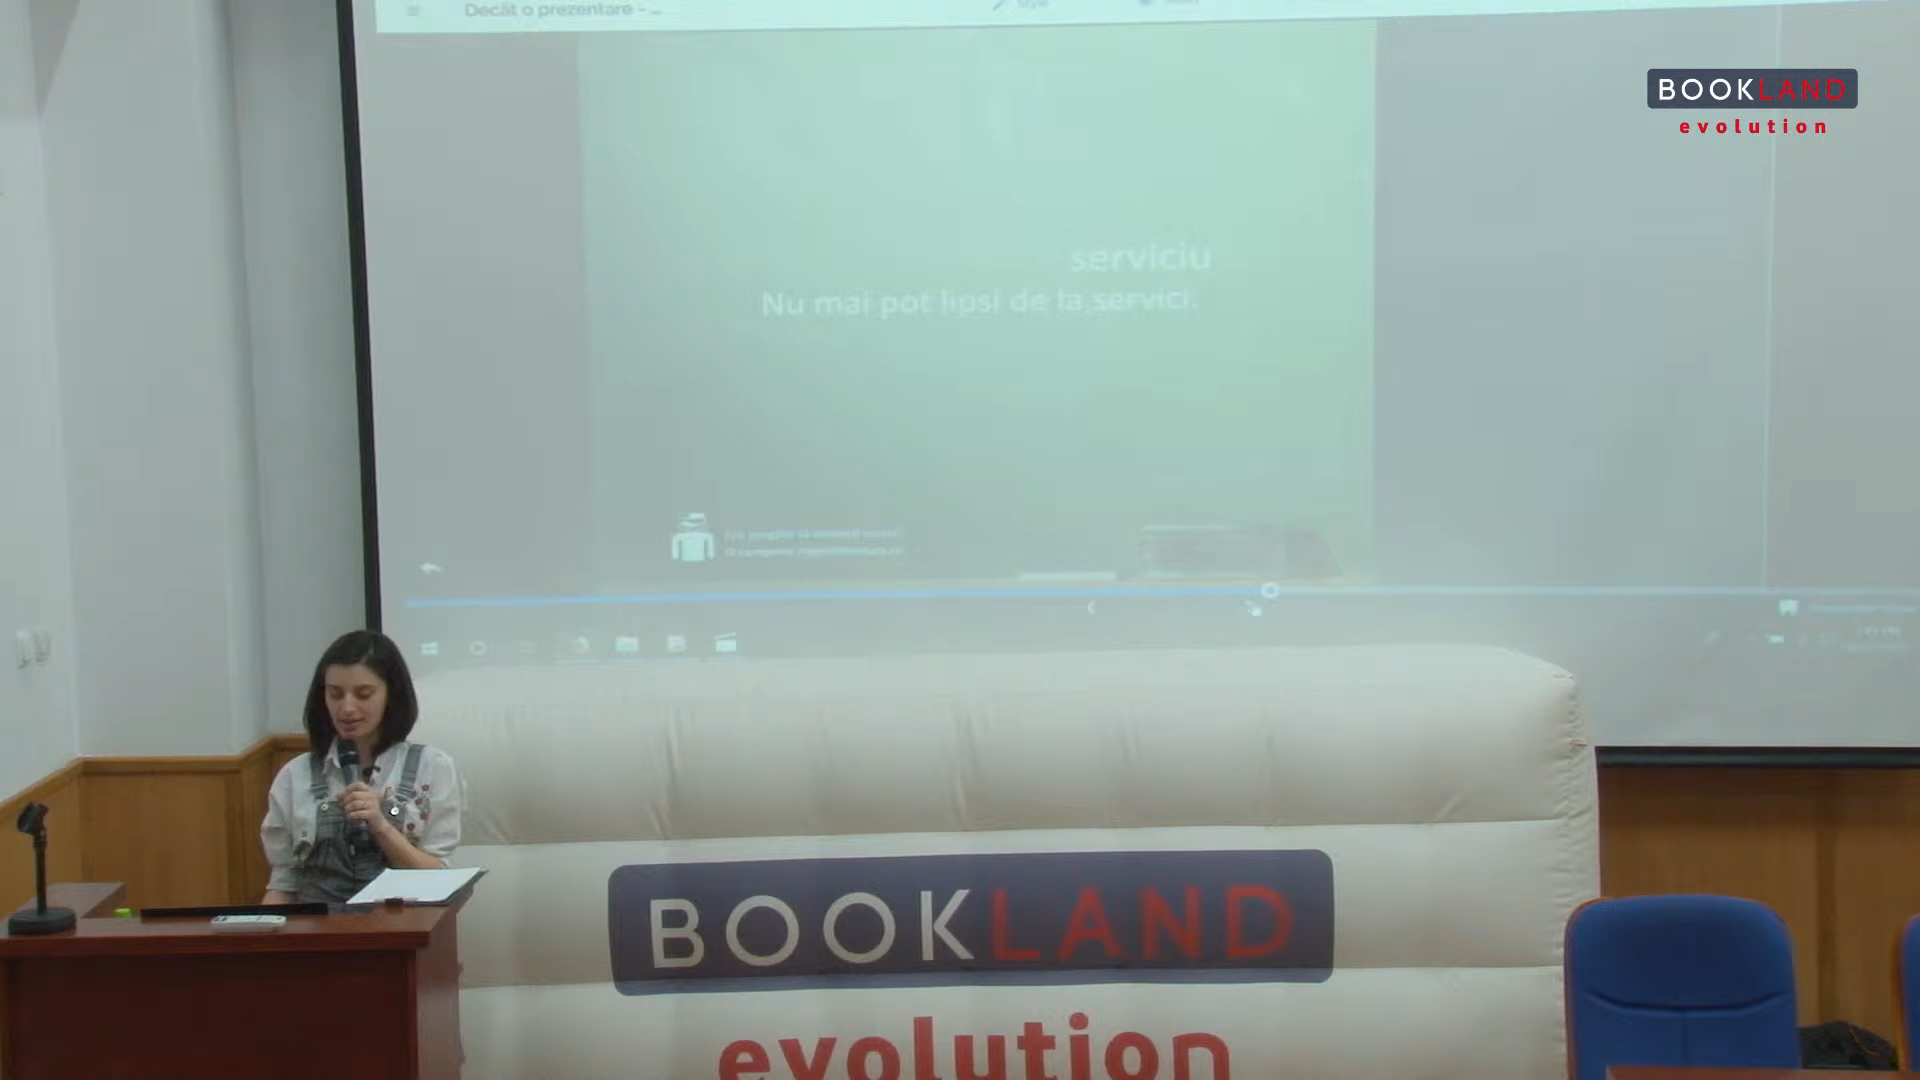 Decât o prezentare – ...
BOOKLAND
evolution
serviciu
Nu mai pot lipsi de la servici.
BOOKLAND
evolution